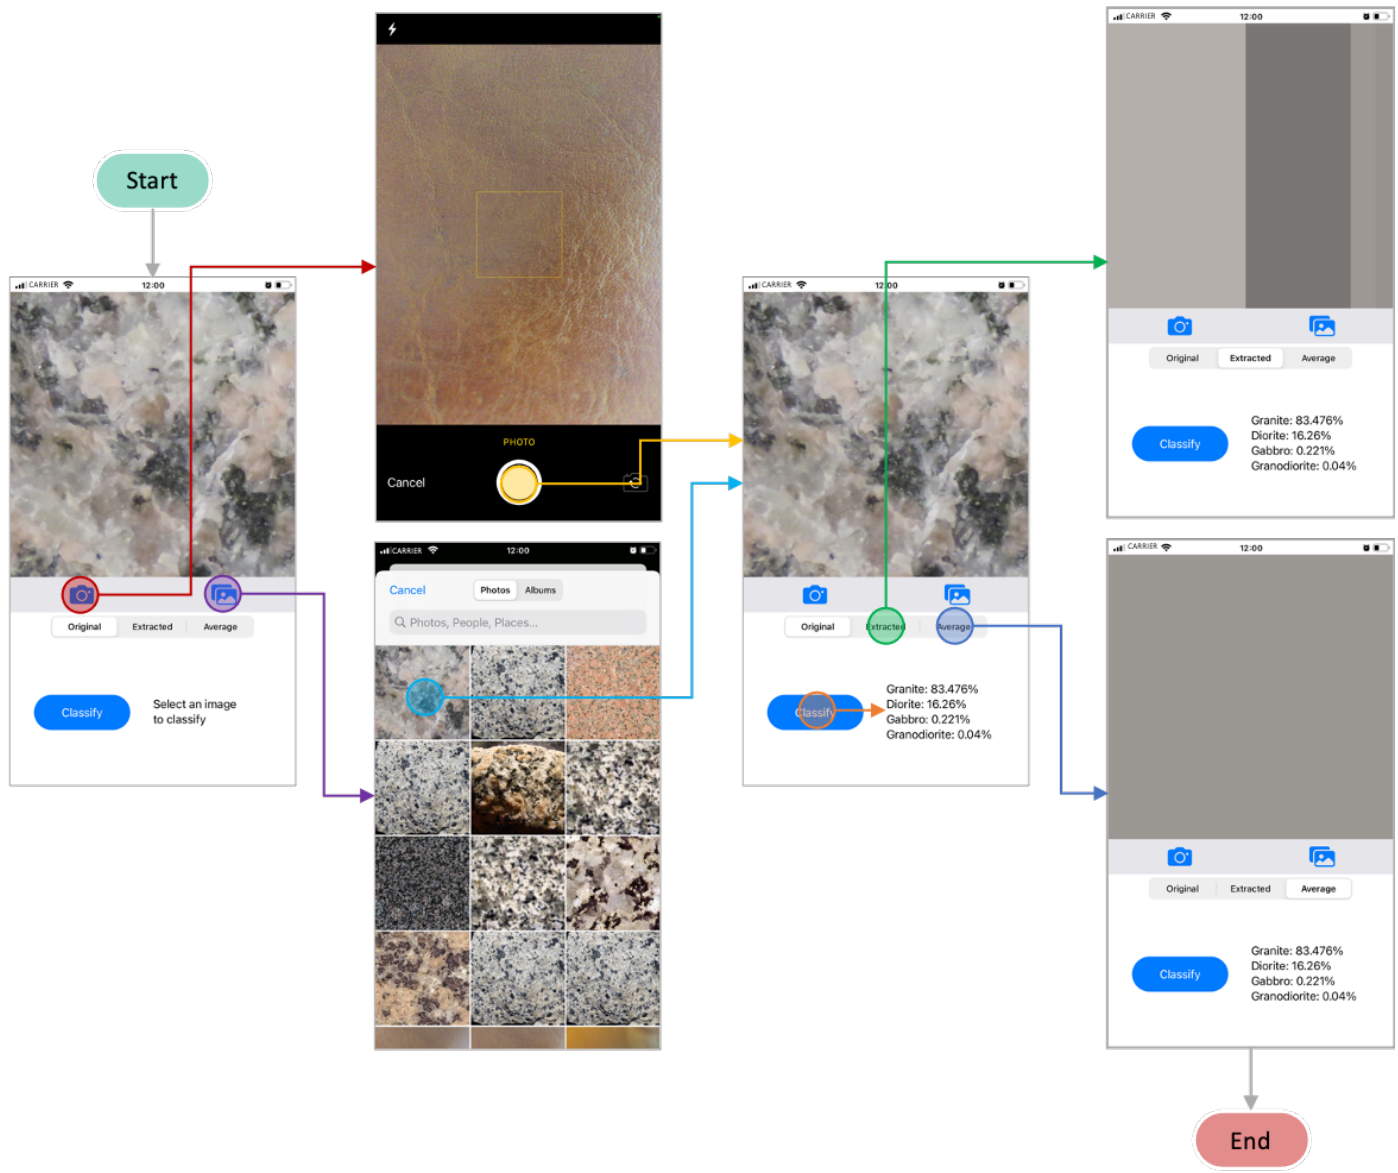 Start
CARRIER
12:00
Original
Extracted
Average
Classify
Select an image
to classify
PHOTO
Cancel
CARRIER
12:00
Cancel
Photos
Albums
Photos, People, Places...
CARRIER
12:00
Original
Extracted
Average
Classify
Granite: 83.476%
Diorite: 16.26%
Gabbro: 0.221%
Granodiorite: 0.04%
CARRIER
12:00
Original
Extracted
Average
Classify
Granite: 83.476%
Diorite: 16.26%
Gabbro: 0.221%
Granodiorite: 0.04%
CARRIER
12:00
Original
Extracted
Average
Classify
Granite: 83.476%
Diorite: 16.26%
Gabbro: 0.221%
Granodiorite: 0.04%
End